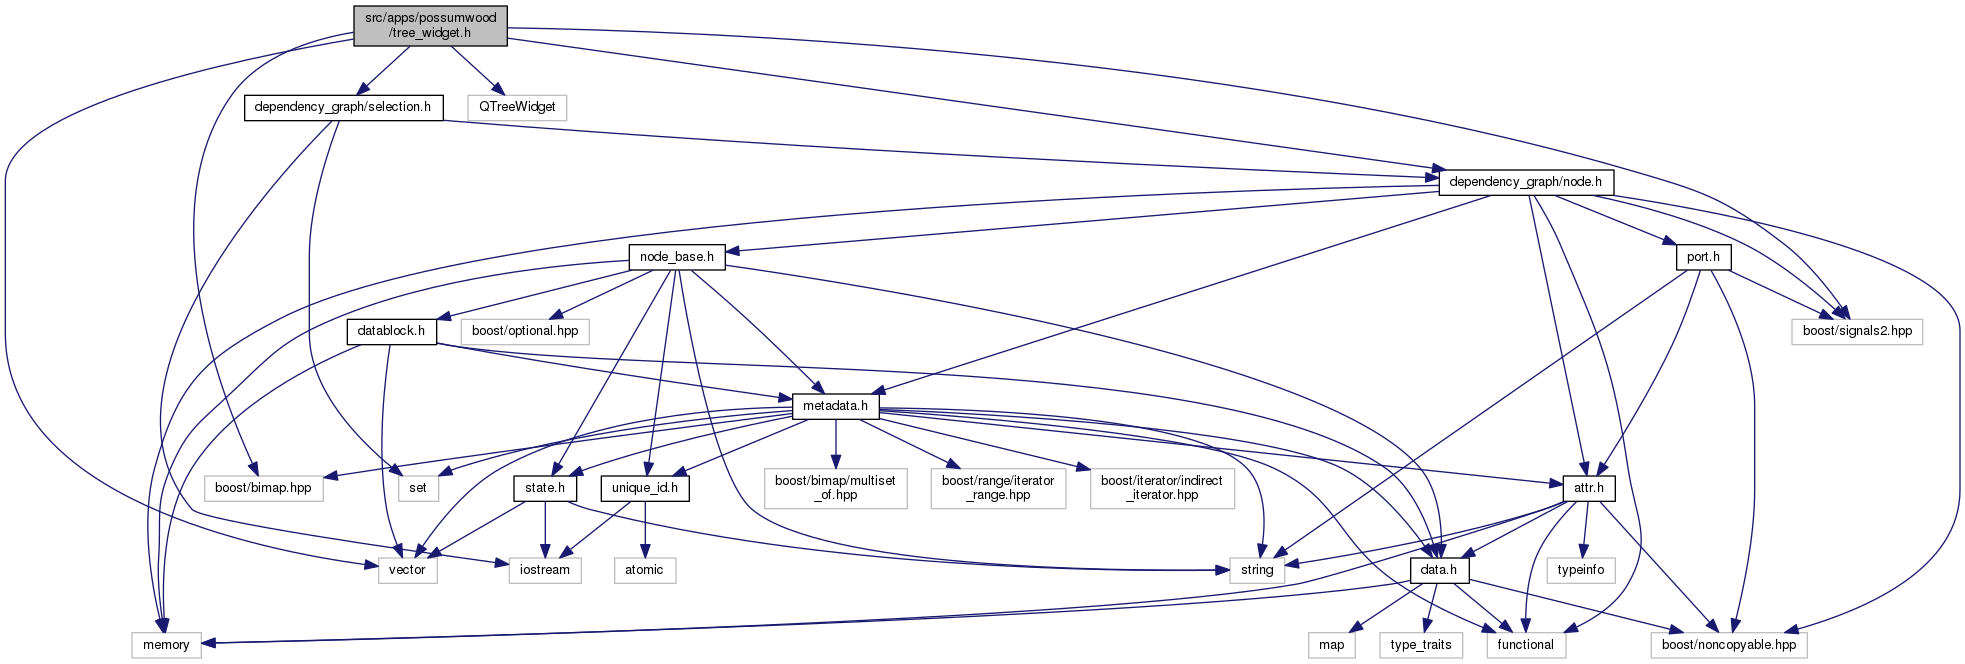 src/apps/possumwood
/tree_widget.h
dependency_graph/selection.h
QTreeWidget
dependency_graph/node.h
node_base.h
port.h
datablock.h
boost/optional.hpp
boost/signals2.hpp
metadata.h
boost/bimap.hpp
set
state.h
unique_id.h
boost/bimap/multiset
_of.hpp
boost/range/iterator
_range.hpp
boost/iterator/indirect
_iterator.hpp
attr.h
vector
iostream
atomic
string
data.h
typeinfo
memory
map
type_traits
functional
boost/noncopyable.hpp